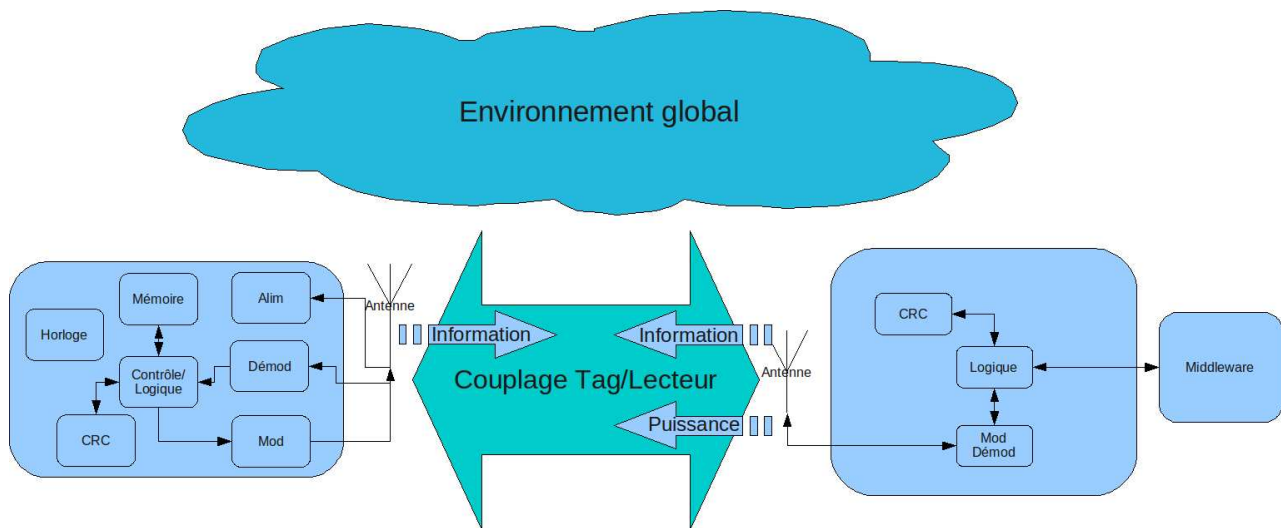 Environnement global
Mémoire
Alim
Horloge
Contrôle/
Logique
Démod
CRC
Mod
Antenne
Information
Information
Couplage Tag/Lecteur
Puissance
Antenne
CRC
Logique
Mod
Démod
Middleware